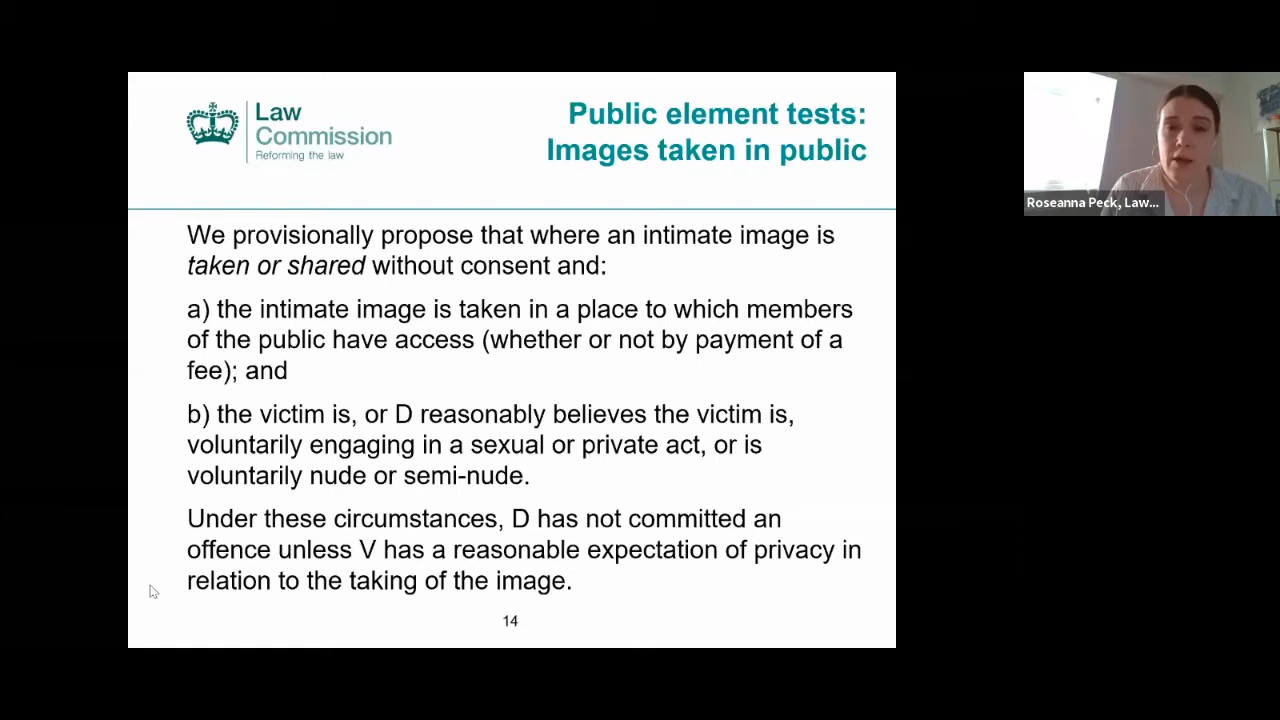 Law
Commission
Reforming the law
Public element tests:
Images taken in public
We provisionally propose that where an intimate image is
taken or shared without consent and:
a) the intimate image is taken in a place to which members
of the public have access (whether or not by payment of a
fee); and
b) the victim is, or D reasonably believes the victim is,
voluntarily engaging in a sexual or private act, or is
voluntarily nude or semi-nude.
Under these circumstances, D has not committed an
offence unless V has a reasonable expectation of privacy in
relation to the taking of the image.
14
Roseanna Peck, Law...